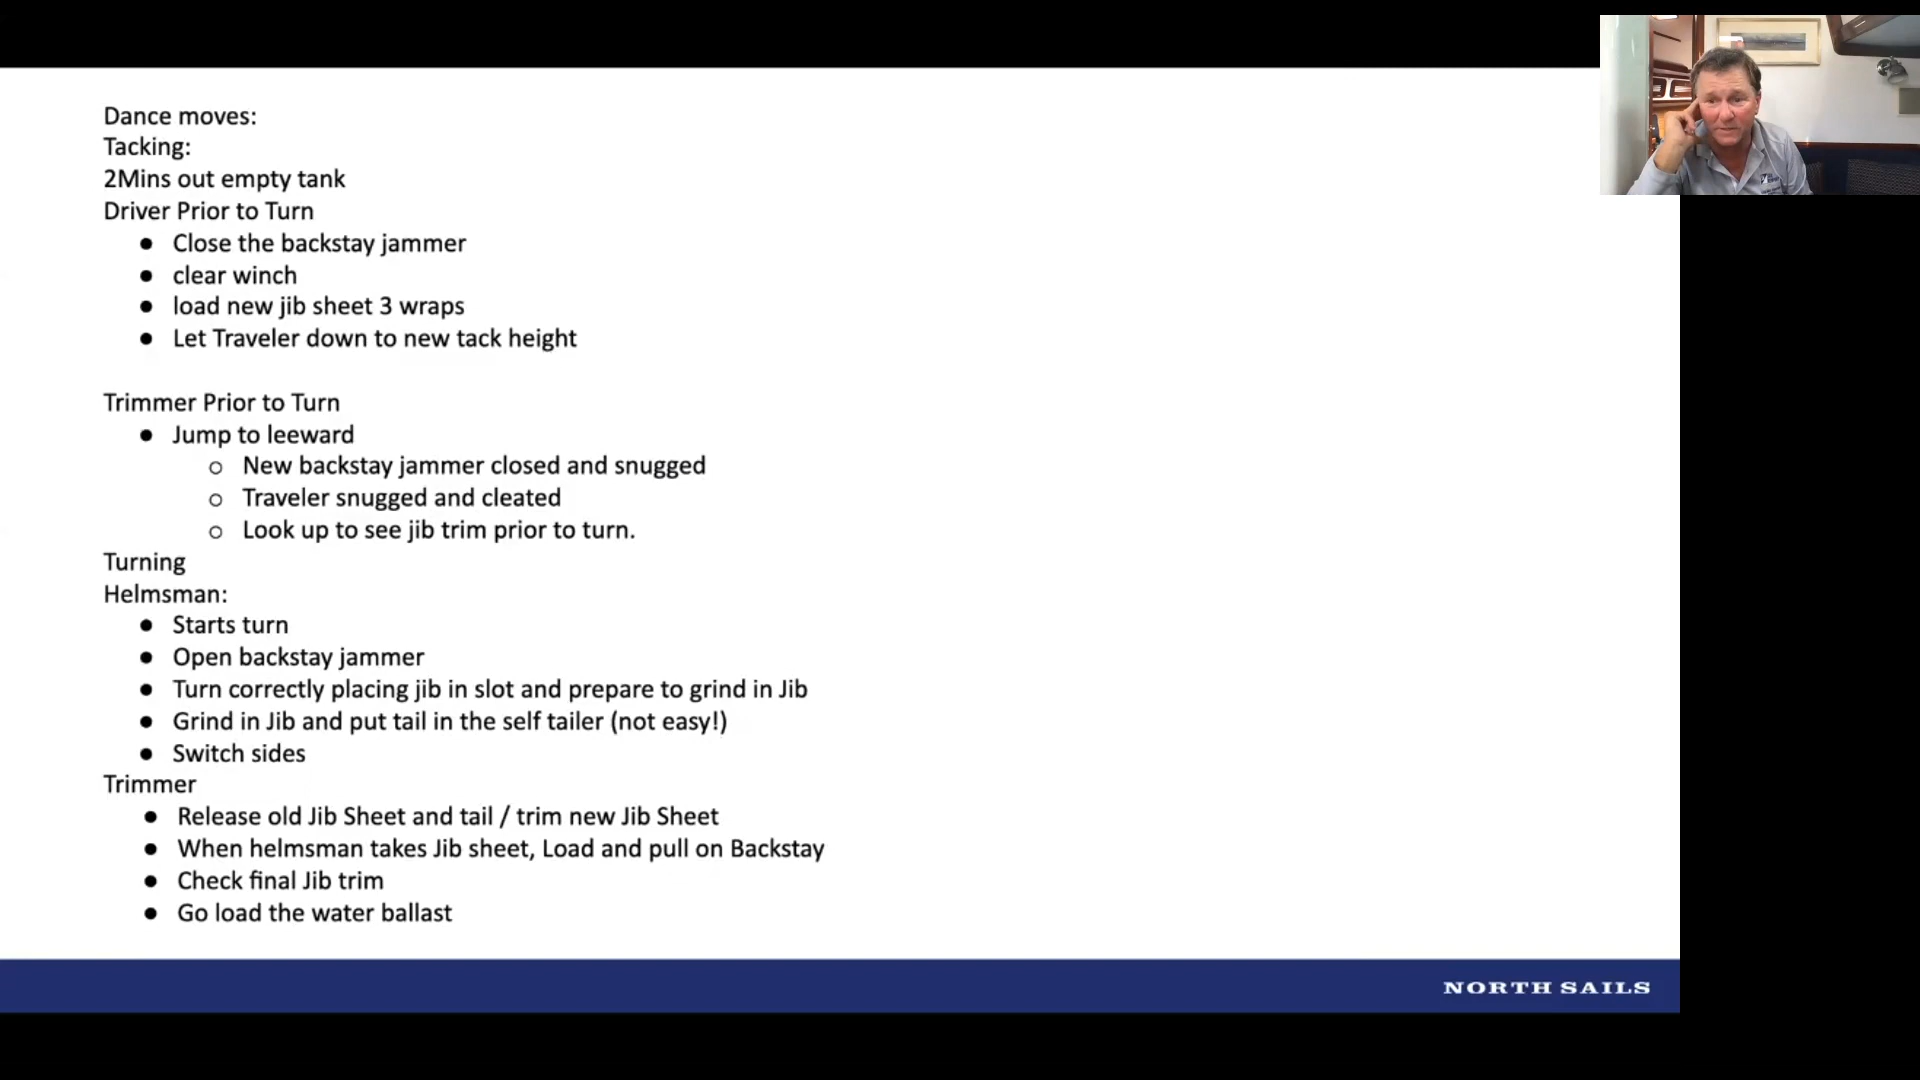 Dance moves:
Tacking:
2Mins out empty tank
Driver Prior to Turn
● Close the backstay jammer
● clear winch
● load new jib sheet 3 wraps
● Let Traveler down to new tack height
Trimmer Prior to Turn
● Jump to leeward
○ New backstay jammer closed and snugged
○ Traveler snugged and cleated
○ Look up to see jib trim prior to turn.
Turning
Helmsman:
● Starts turn
● Open backstay jammer
● Turn correctly placing jib in slot and prepare to grind in Jib
● Grind in Jib and put tail in the self tailer (not easy!)
● Switch sides
Trimmer
● Release old Jib Sheet and tail / trim new Jib Sheet
● When helmsman takes Jib sheet, Load and pull on Backstay
● Check final Jib trim
● Go load the water ballast
NORTH SAILS